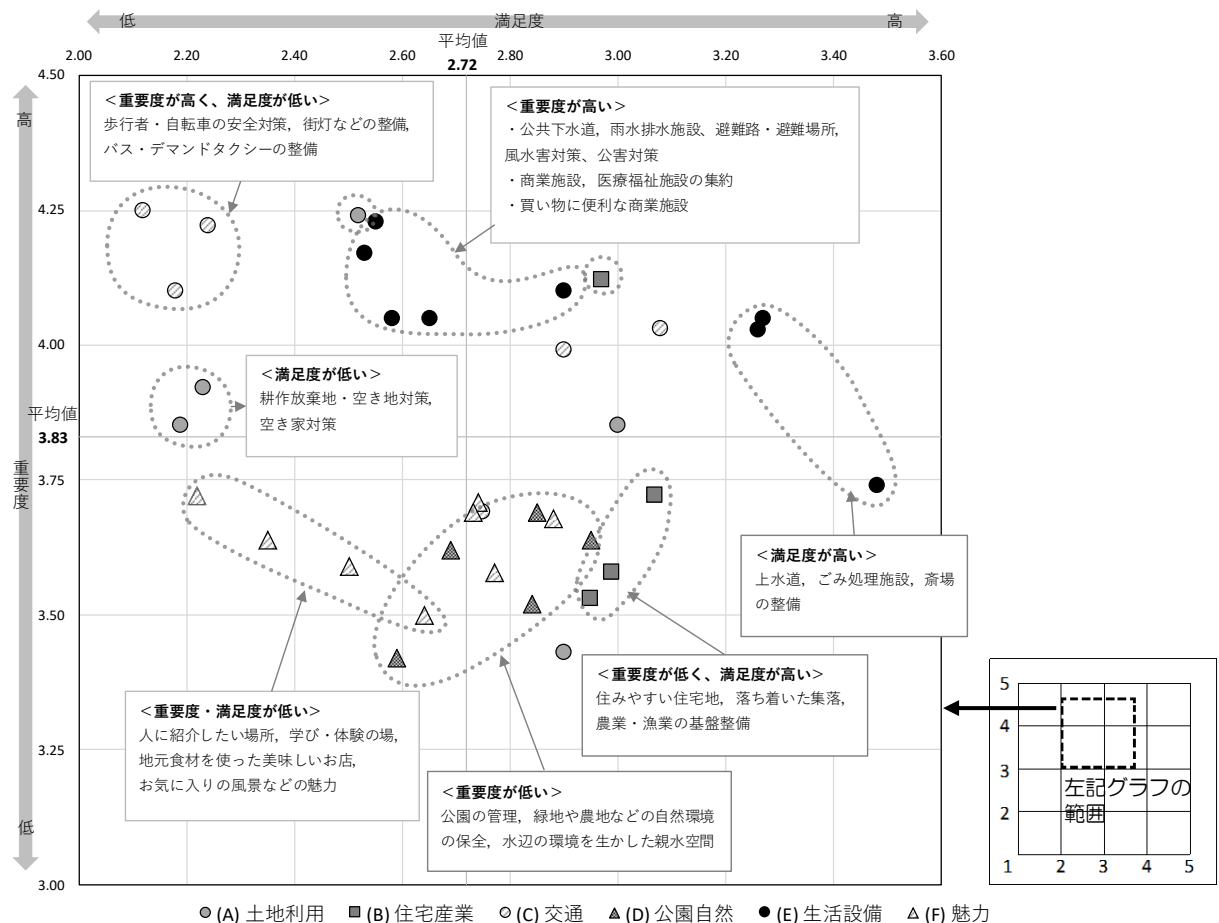 低 満足度 高
平均値
2.00 2.20 2.40 2.60 2.72 2.80 3.00 3.20 3.40 3.60
4.50
高
＜重要度が高く、満足度が低い＞
歩行者・自転車の安全対策，街灯などの整備，
バス・デマンドタクシーの整備
＜重要度が高い＞
・公共下水道，雨水排水施設、避難路・避難場所，
風水害対策、公害対策
・商業施設，医療福祉施設の集約
・買い物に便利な商業施設
4.25
4.00
＜満足度が低い＞
耕作放棄地・空き地対策，
空き家対策
平均値
3.83
重要度
3.75
＜満足度が高い＞
上水道，ごみ処理施設，斎場
の整備
3.50
＜重要度が低く、満足度が高い＞
住みやすい住宅地，落ち着いた集落，
農業・漁業の基盤整備
＜重要度・満足度が低い＞
人に紹介したい場所，学び・体験の場，
地元食材を使った美味しいお店，
お気に入りの風景などの魅力
3.25
＜重要度が低い＞
公園の管理，緑地や農地などの自然環境
の保全，水辺の環境を生かした親水空間
低
3.00
5
4
3
左記グラフの
範囲
2
1 2 3 4 5
(A) 土地利用 (B) 住宅産業 (C) 交通 (D) 公園自然 (E) 生活設備 (F) 魅力